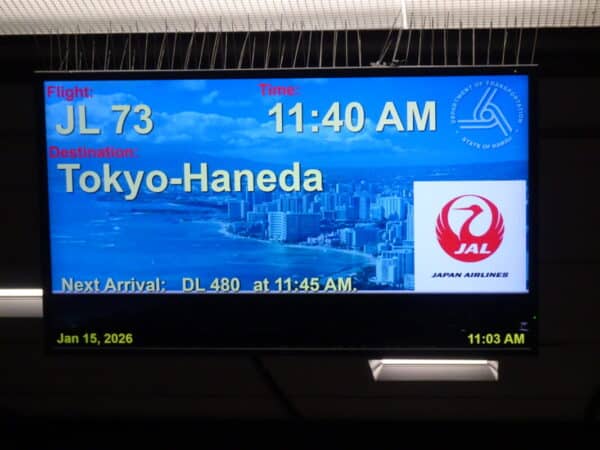 Flight:
Time:
JL 73
11:40 AM
DEPARTMENT OF TRANSPORTATION
STATE OF HAWAII
Destination:
Tokyo-Haneda
JAL
JAPAN AIRLINES
Next Arrival: DL 480 at 11:45 AM.
Jan 15, 2026
11:03 AM